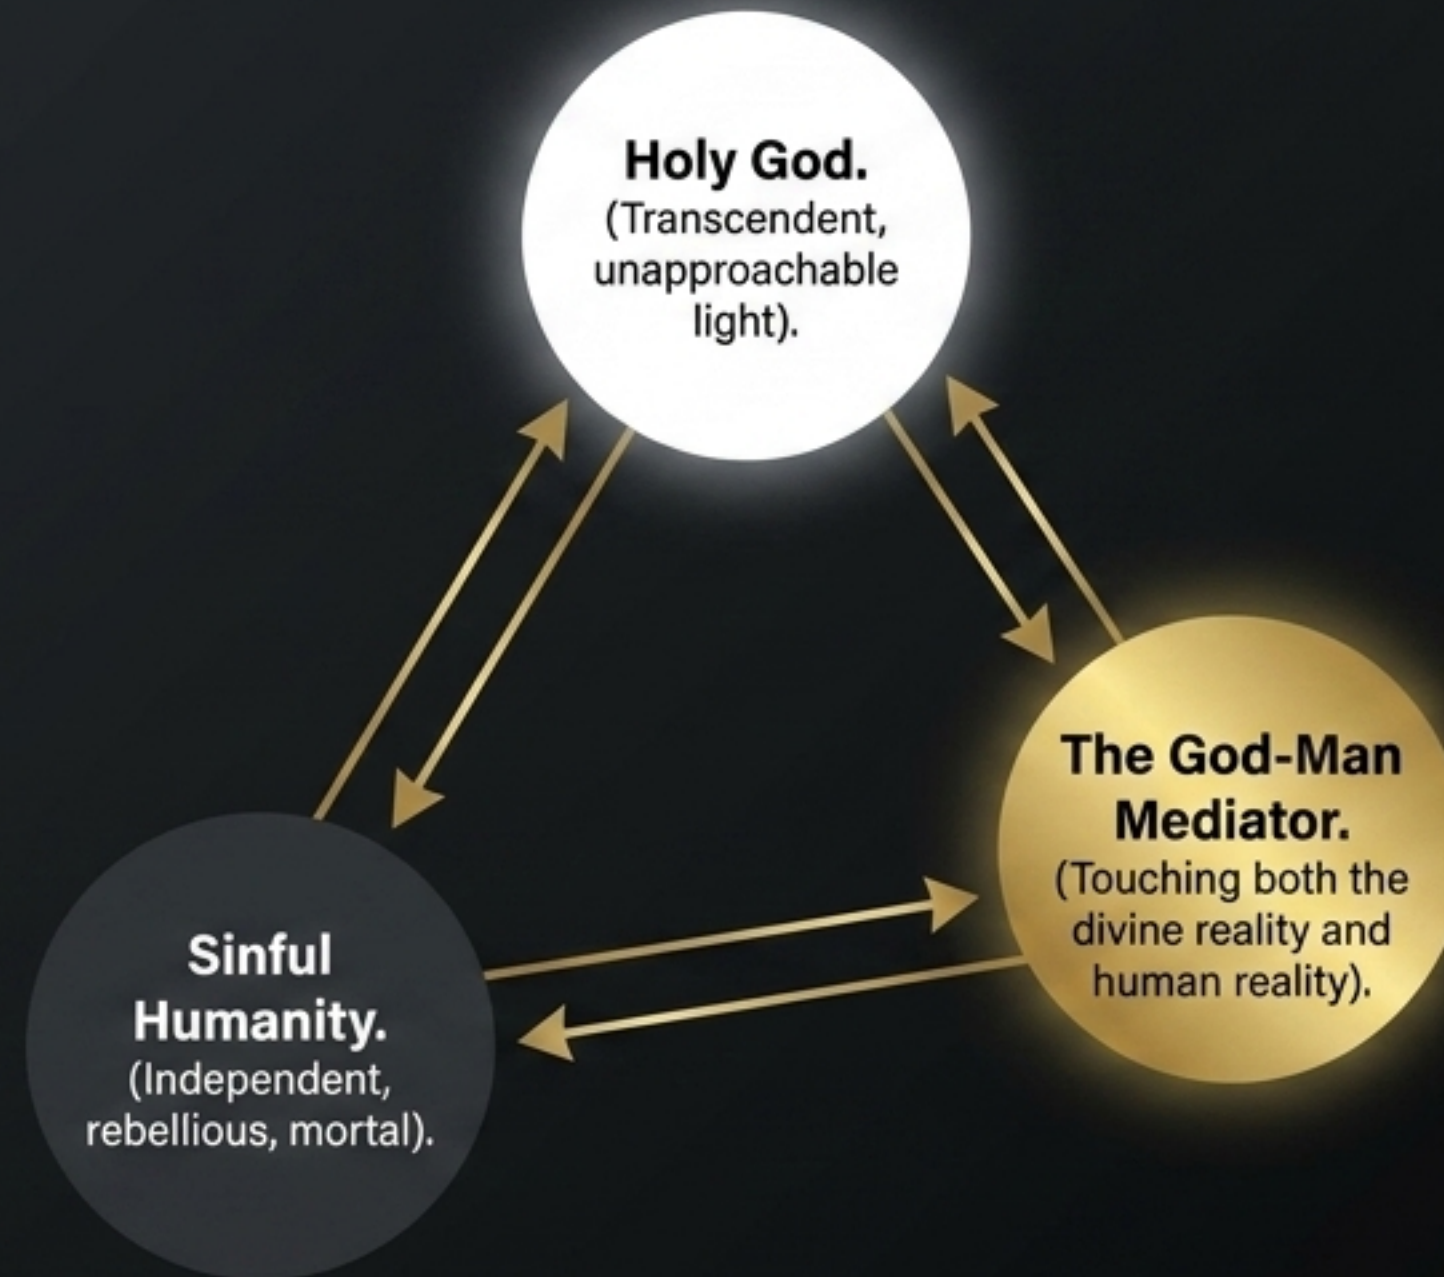 Holy God.
(Transcendent,
unapproachable
light).
The God-Man
Mediator.
(Touching both the
divine reality and
human reality).
Sinful
Humanity.
(Independent,
rebellious, mortal).